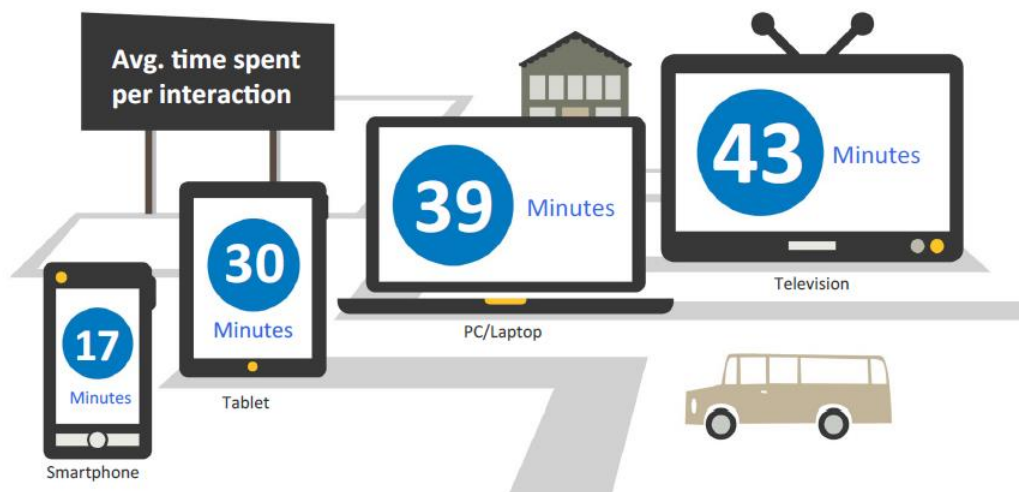 Avg. time spent
per interaction
17
Minutes
Smartphone
30
Minutes
Tablet
39 Minutes
PC/Laptop
43 Minutes
Television